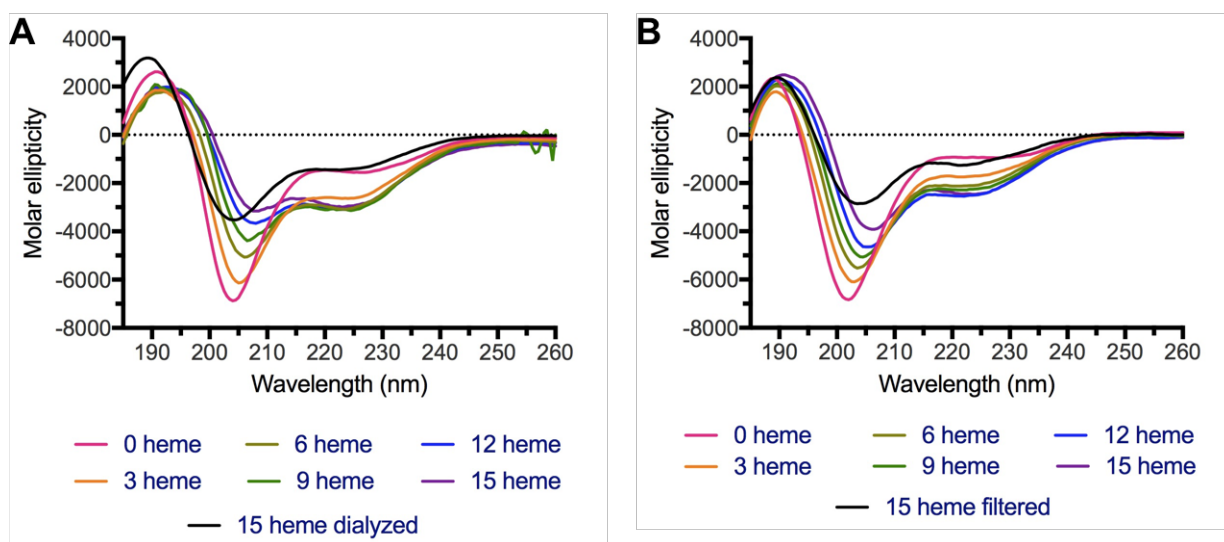 A
4000
2000
0
-2000
-4000
-6000
-8000
Molar ellipticity
190 200 210 220 230 240 250 260
Wavelength (nm)
0 heme 6 heme 12 heme
3 heme 9 heme 15 heme
15 heme dialyzed
B
4000
2000
0
-2000
-4000
-6000
-8000
Molar ellipticity
190 200 210 220 230 240 250 260
Wavelength (nm)
0 heme 6 heme 12 heme
3 heme 9 heme 15 heme
15 heme filtered